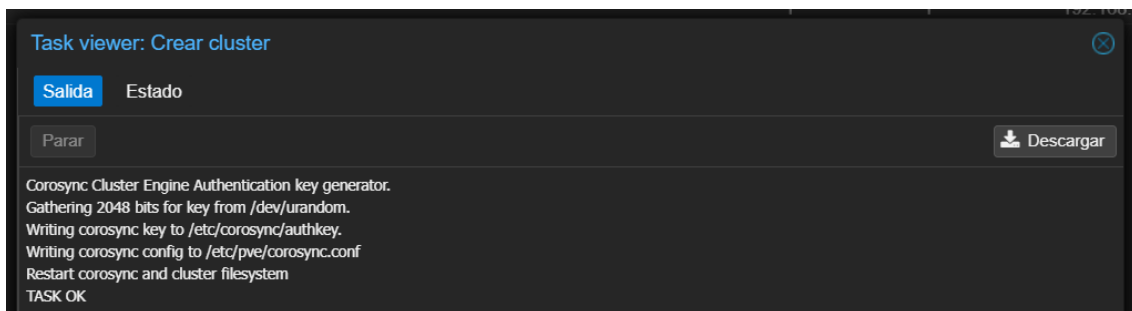 Task viewer: Crear cluster
Salida Estado
Parar Descargar
Corosync Cluster Engine Authentication key generator.
Gathering 2048 bits for key from /dev/urandom.
Writing corosync key to /etc/corosync/authkey.
Writing corosync config to /etc/pve/corosync.conf
Restart corosync and cluster filesystem
TASK OK